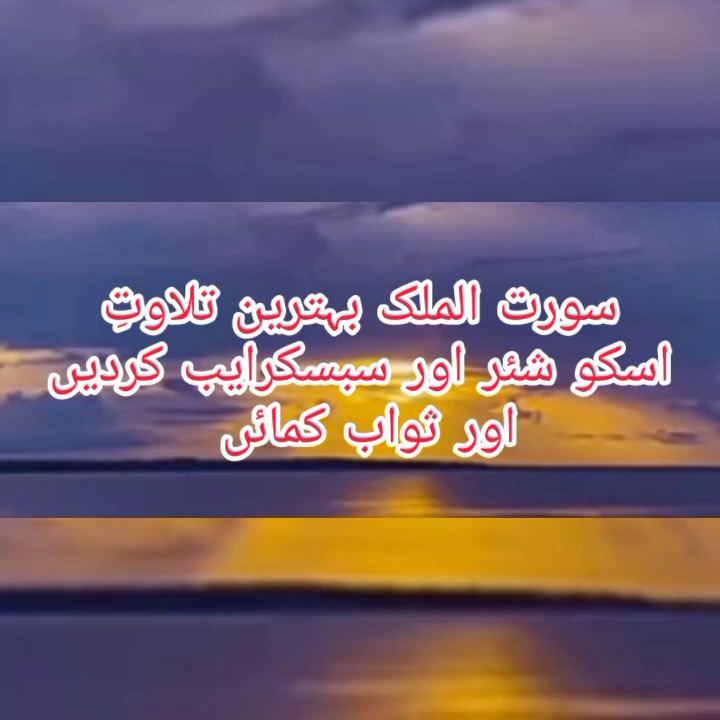 سورت الملک بہترین تلاوتِ
اسکو شئر اور سبسکرایب کردیں
اور ثواب کمائں